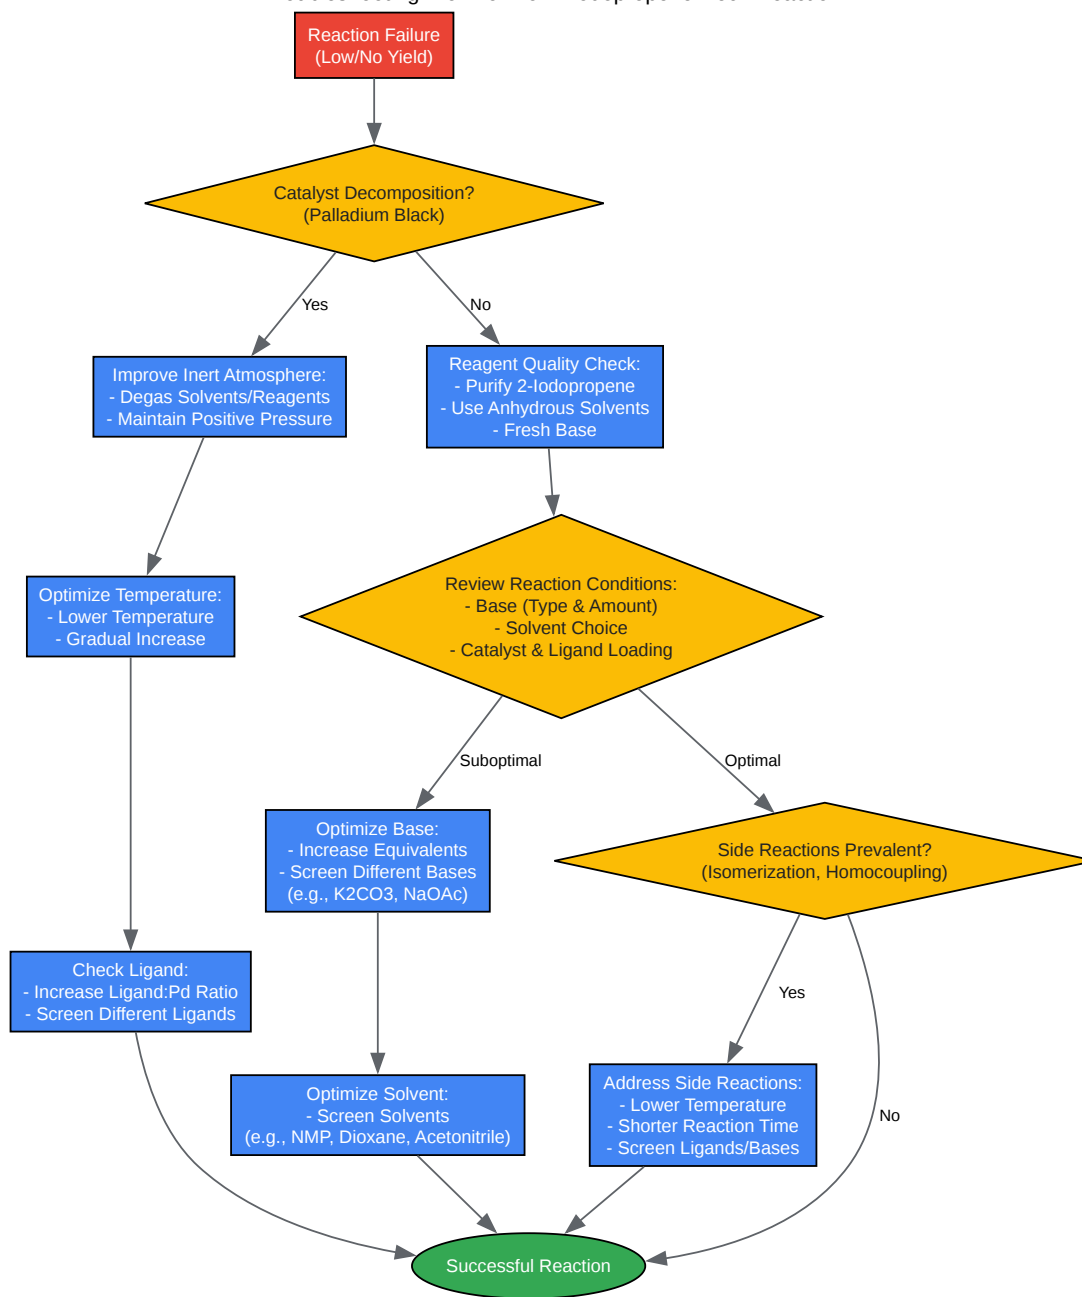 Reaction Failure
(Low/No Yield)
Catalyst Decomposition?
(Palladium Black)
Yes
No
Improve Inert Atmosphere:
- Degas Solvents/Reagents
- Maintain Positive Pressure
Reagent Quality Check:
- Purify 2-Iodopropene
- Use Anhydrous Solvents
- Fresh Base
Optimize Temperature:
- Lower Temperature
- Gradual Increase
Review Reaction Conditions:
- Base (Type & Amount)
- Solvent Choice
- Catalyst & Ligand Loading
Suboptimal
Optimal
Optimize Base:
- Increase Equivalents
- Screen Different Bases
(e.g., K2CO3, NaOAc)
Side Reactions Prevalent?
(Isomerization, Homocoupling)
Check Ligand:
- Increase Ligand:Pd Ratio
- Screen Different Ligands
Yes
No
Optimize Solvent:
- Screen Solvents
(e.g., NMP, Dioxane, Acetonitrile)
Address Side Reactions:
- Lower Temperature
- Shorter Reaction Time
- Screen Ligands/Bases
Successful Reaction